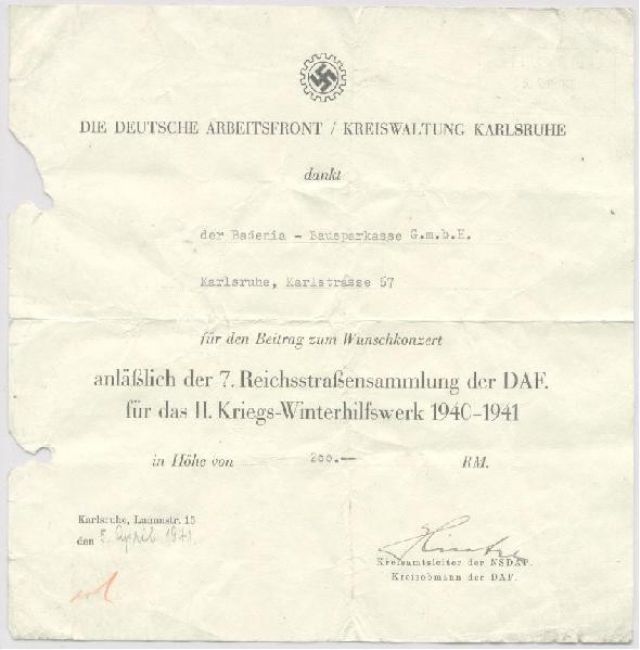 DIE DEUTSCHE ARBEITSFRONT / KREISWALTUNG KARLSRUHE
dankt
der Badenia - Bausparkasse G.m.b.H.
Karlsruhe, Karlstrasse 67
für den Beitrag zum Wunschkonzert
anläßlich der 7. Reichsstraßensammlung der DAF.
für das II. Kriegs-Winterhilfswerk 1940-1941
in Höhe von 200.— RM.
Karlsruhe, Lammstr. 15
den 5. April 1941.
Kreisamtsleiter der NSDAP.
Kreisobmann der DAF.